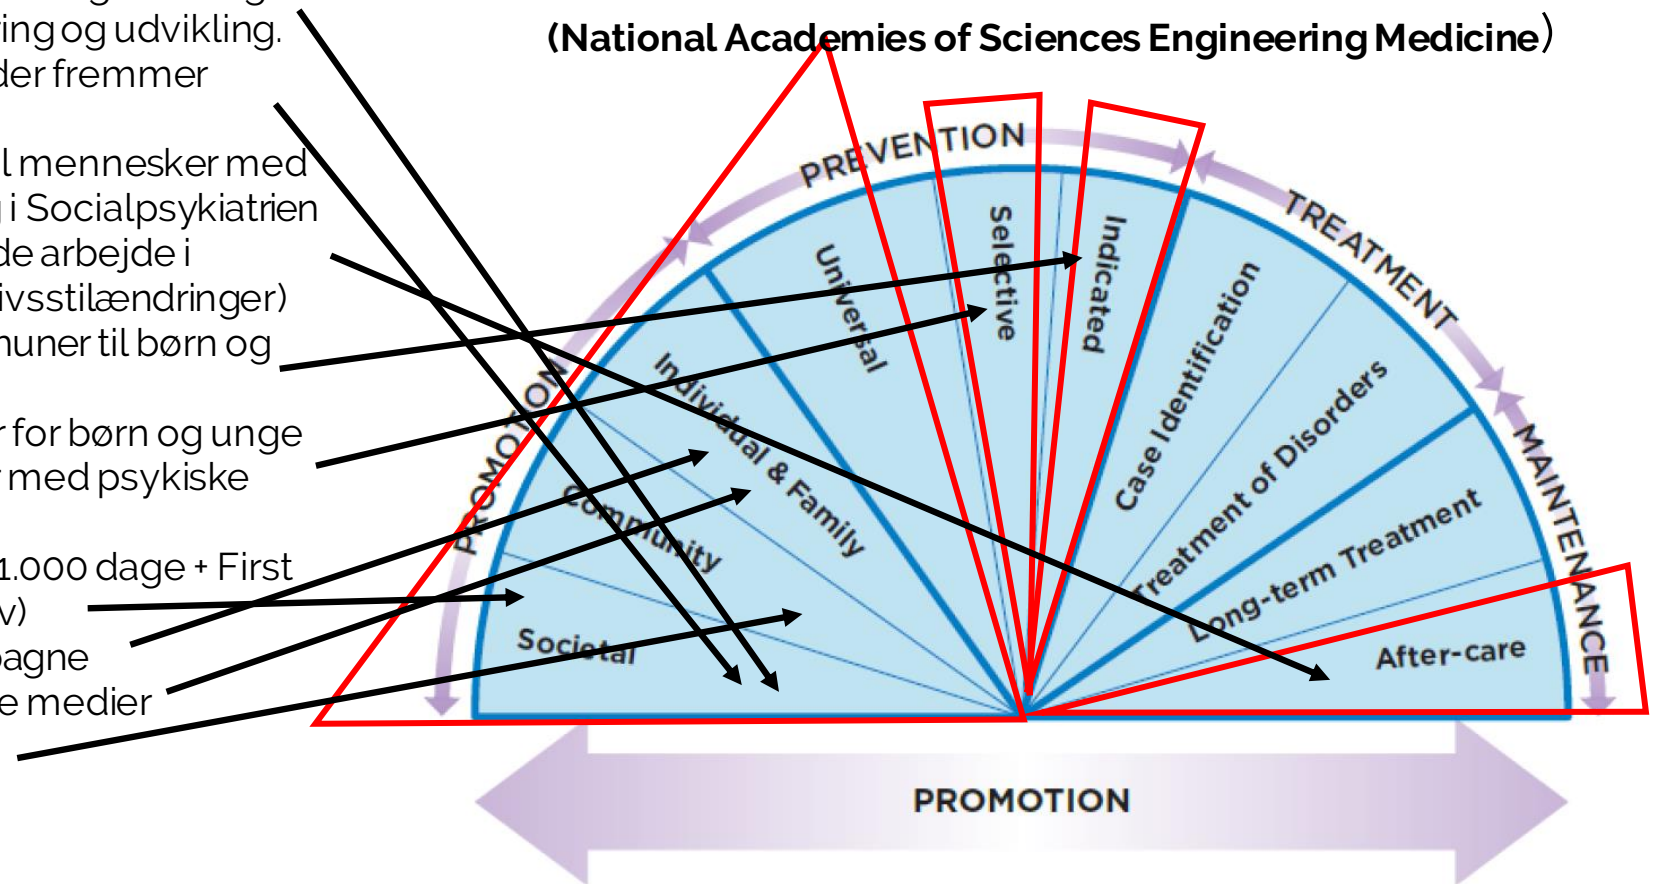 ring og udvikling.
der fremmer
l mennesker med
g i Socialpsykiatrien
de arbejde i
ivsstilændringer)
nuner til børn og
r for børn og unge
r med psykiske
1.000 dage + First
v)
pagne
e medier
(National Academies of Sciences Engineering Medicine)
PROMOTION
PREVENTION
TREATMENT
MAINTENANCE
Societal
Community
Individual & Family
Universal
Selective
Indicated
Case Identification
Treatment of Disorders
Long-term Treatment
After-care
PROMOTION